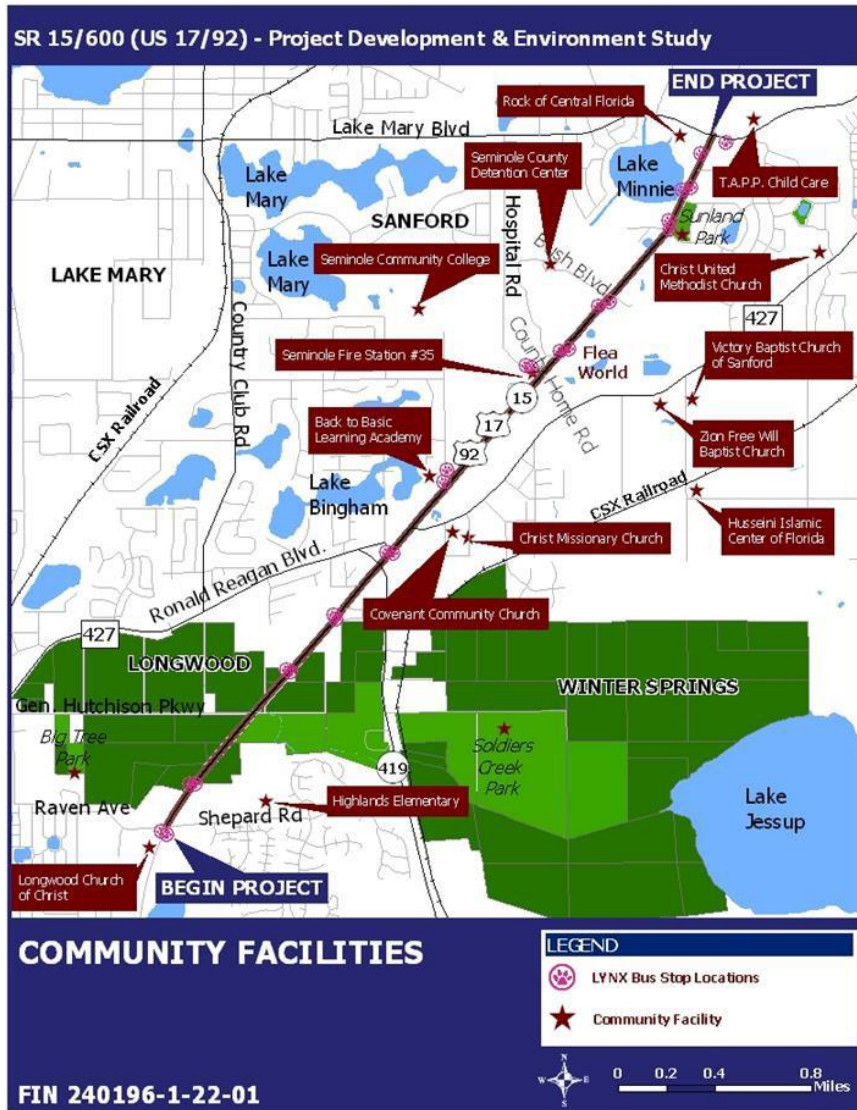 SR 15/600 (US 17/92) - Project Development & Environment Study
END PROJECT
Rock of Central Florida
Lake Mary Blvd
Seminole County
Detention Center
Lake
Minnie
T.A.P.P. Child Care
Lake
Mary
SANFORD
Hospital Rd
Sunland
Park
Bush Blvd
LAKE MARY
Lake
Mary
Seminole Community College
Christ United
Methodist Church
Country Club Rd
427
CSX Railroad
Seminole Fire Station #35
County Home Rd
Flea
World
Victory Baptist Church
of Sanford
15
17
92
Back to Basic
Learning Academy
Zion Free Will
Baptist Church
Lake
Bingham
CSX Railroad
Husseini Islamic
Center of Florida
Christ Missionary Church
Ronald Reagan Blvd.
Covenant Community Church
427
LONGWOOD
WINTER SPRINGS
Gen. Hutchison Pkwy
Big Tree
Park
Soldiers
Creek
Park
419
Raven Ave
Shepard Rd
Highlands Elementary
Lake
Jessup
Longwood Church
of Christ
BEGIN PROJECT
COMMUNITY FACILITIES
LEGEND
LYNX Bus Stop Locations
Community Facility
N
W E
S
0 0.2 0.4 0.8
Miles
FIN 240196-1-22-01